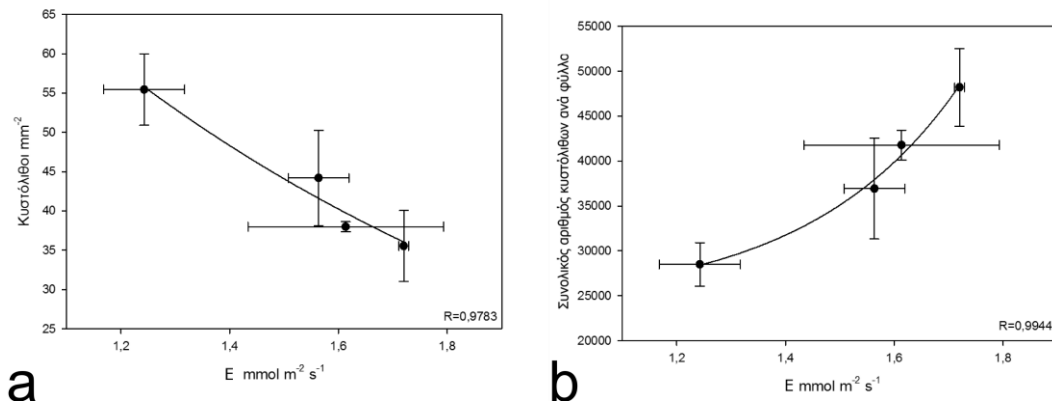 65
60
55
50
45
40
35
30
25
Κυστόλιθοι mm-2
R=0,9783
1,2 1,4 1,6 1,8
E mmol m-2 s-1
a
55000
50000
45000
40000
35000
30000
25000
20000
Συνολικός αριθμός κυστόλιθων ανά φύλλο
R=0,9944
1,2 1,4 1,6 1,8
E mmol m-2 s-1
b